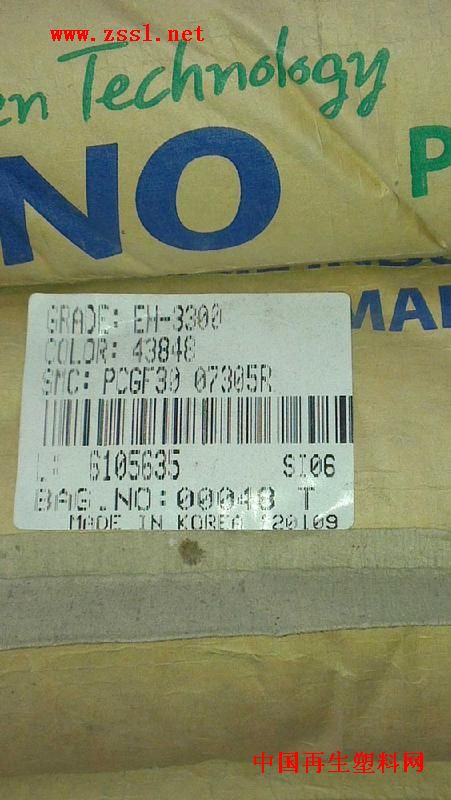 www.zssl.net
en Technology
NO
P
MAI
GRADE: EH-3300
COLOR: 43848
SMC: PCGF30 07305R
6105635 SI06
BAG.NO:00048 T
MADE IN KOREA 120109
中国再生塑料网